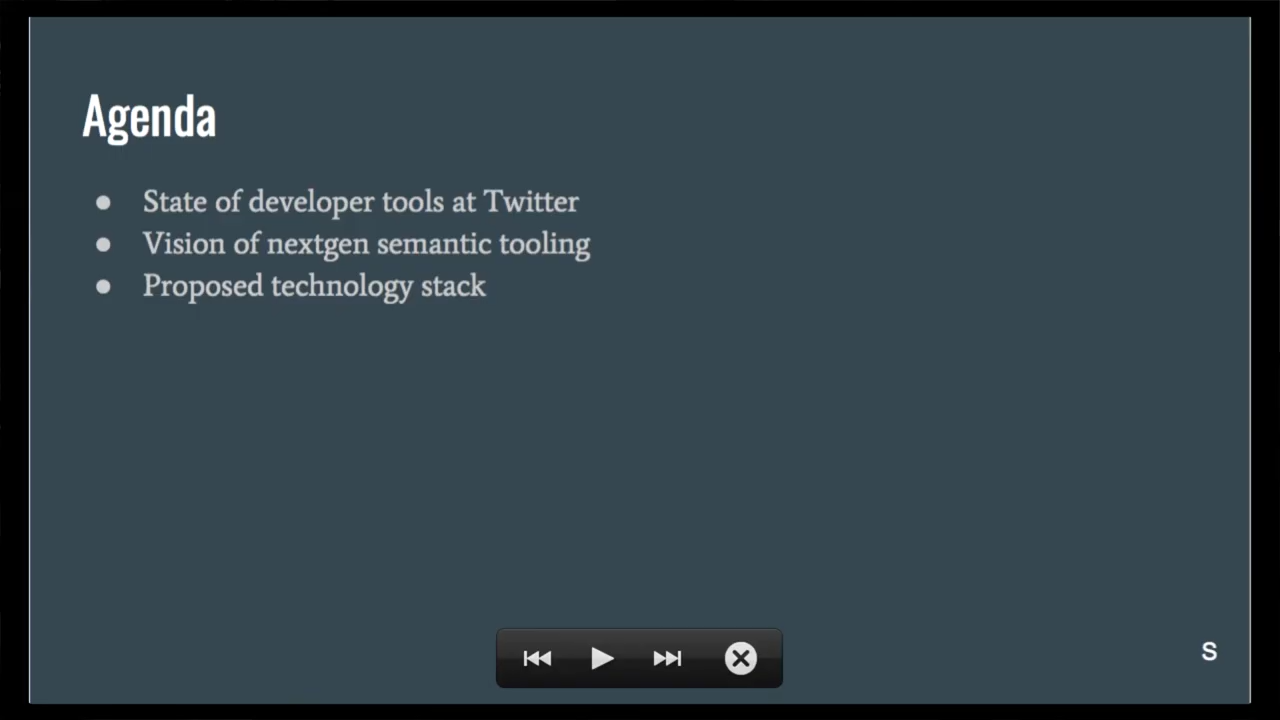 Agenda
● State of developer tools at Twitter
● Vision of nextgen semantic tooling
● Proposed technology stack
S